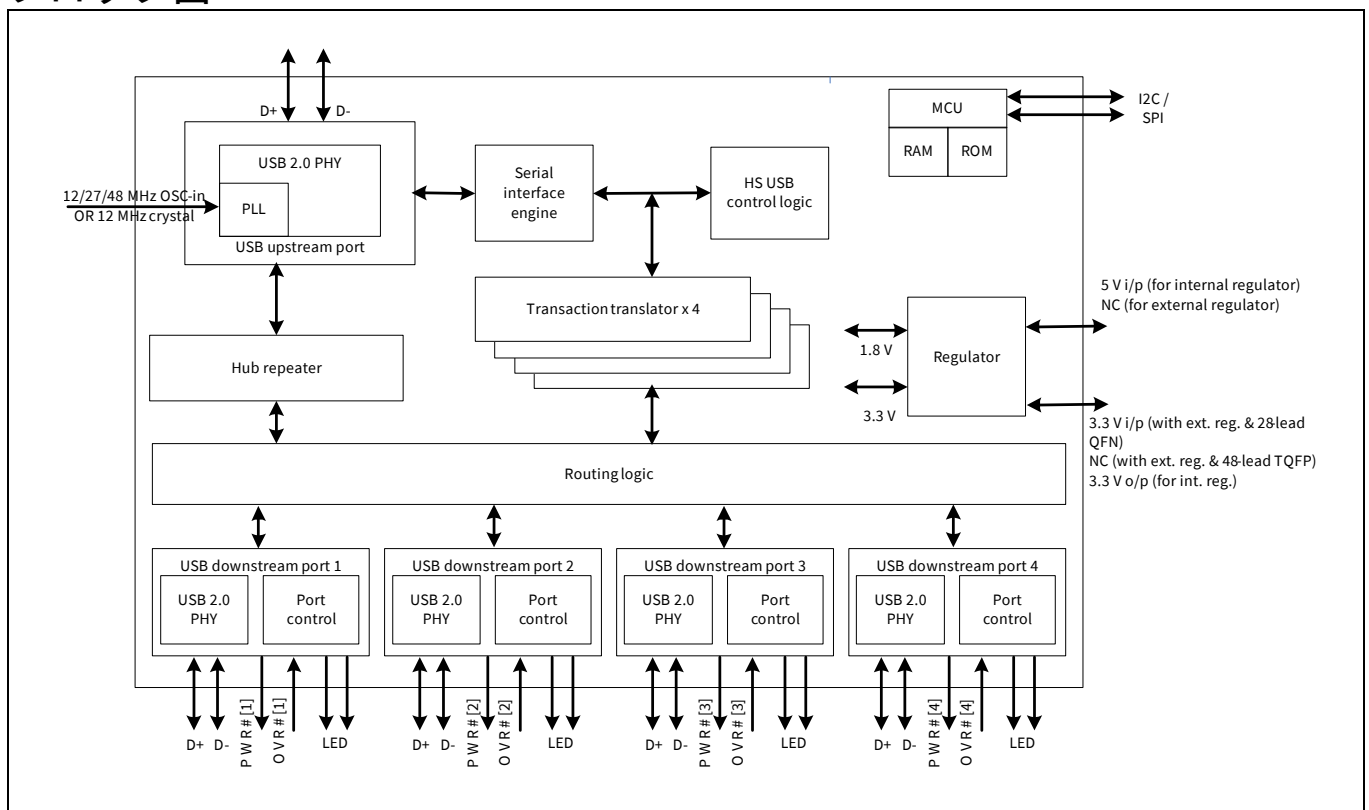 D+ D-
MCU
I2C /
SPI
RAM ROM
USB 2.0 PHY
PLL
12/27/48 MHz OSC-in
OR 12 MHz crystal
USB upstream port
Serial
interface
engine
HS USB
control logic
Transaction translator x 4
Hub repeater
1.8 V
3.3 V
Regulator
5 V i/p (for internal regulator)
NC (for external regulator)
3.3 V i/p (with ext. reg. & 28-lead
QFN)
NC (with ext. reg. & 48-lead TQFP)
3.3 V o/p (for int. reg.)
Routing logic
USB downstream port 1
USB 2.0
PHY
Port
control
D+ D- PWR#[1] OVR#[1] LED
USB downstream port 2
USB 2.0
PHY
Port
control
D+ D- PWR#[2] OVR#[2] LED
USB downstream port 3
USB 2.0
PHY
Port
control
D+ D- PWR#[3] OVR#[3] LED
USB downstream port 4
USB 2.0
PHY
Port
control
D+ D- PWR#[4] OVR#[4] LED